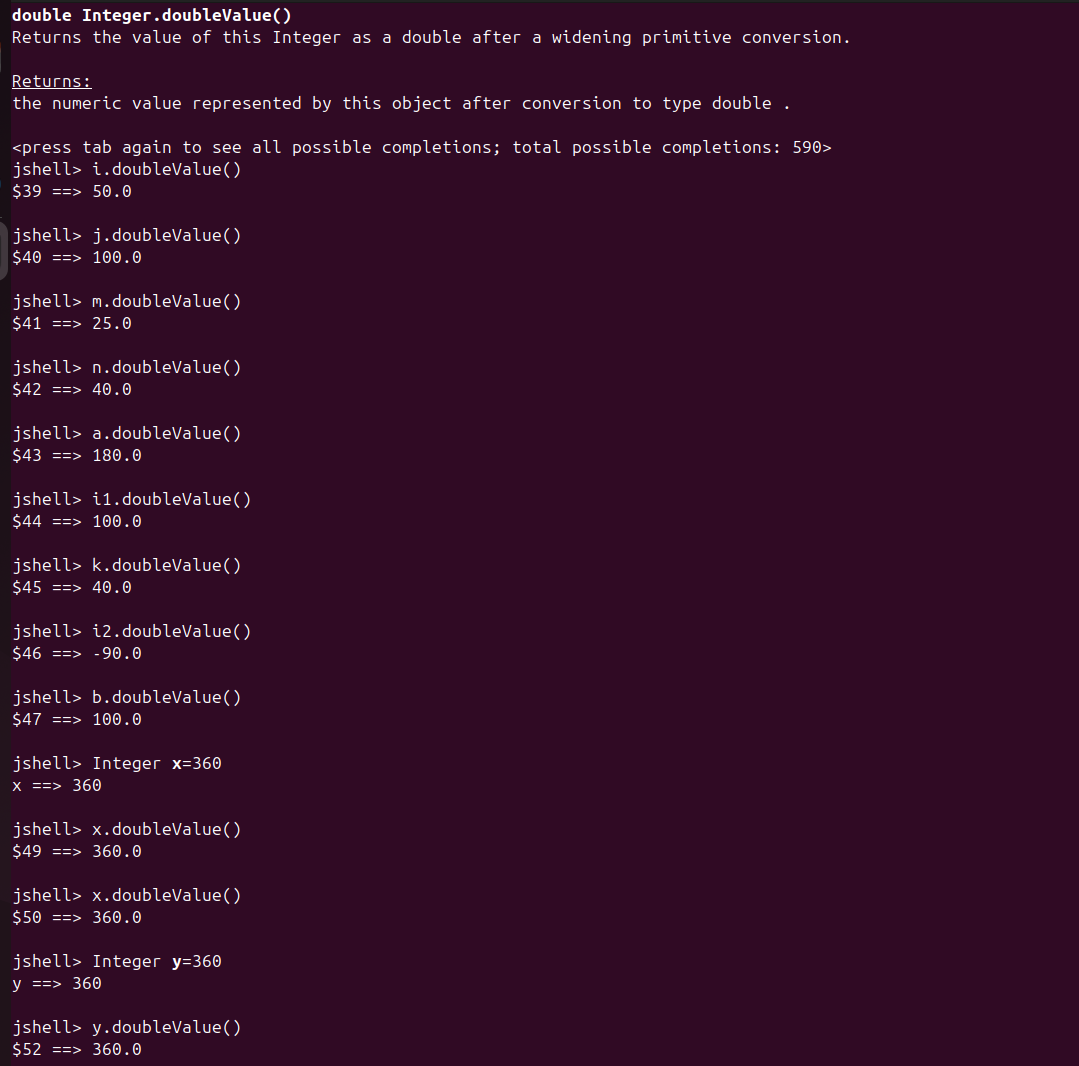 double Integer.doubleValue()
Returns the value of this Integer as a double after a widening primitive conversion.
Returns:
the numeric value represented by this object after conversion to type double .
<press tab again to see all possible completions; total possible completions: 590>
jshell> i.doubleValue()
$39 ==> 50.0
jshell> j.doubleValue()
$40 ==> 100.0
jshell> m.doubleValue()
$41 ==> 25.0
jshell> n.doubleValue()
$42 ==> 40.0
jshell> a.doubleValue()
$43 ==> 180.0
jshell> i1.doubleValue()
$44 ==> 100.0
jshell> k.doubleValue()
$45 ==> 40.0
jshell> i2.doubleValue()
$46 ==> -90.0
jshell> b.doubleValue()
$47 ==> 100.0
jshell> Integer x=360
x ==> 360
jshell> x.doubleValue()
$49 ==> 360.0
jshell> x.doubleValue()
$50 ==> 360.0
jshell> Integer y=360
y ==> 360
jshell> y.doubleValue()
$52 ==> 360.0